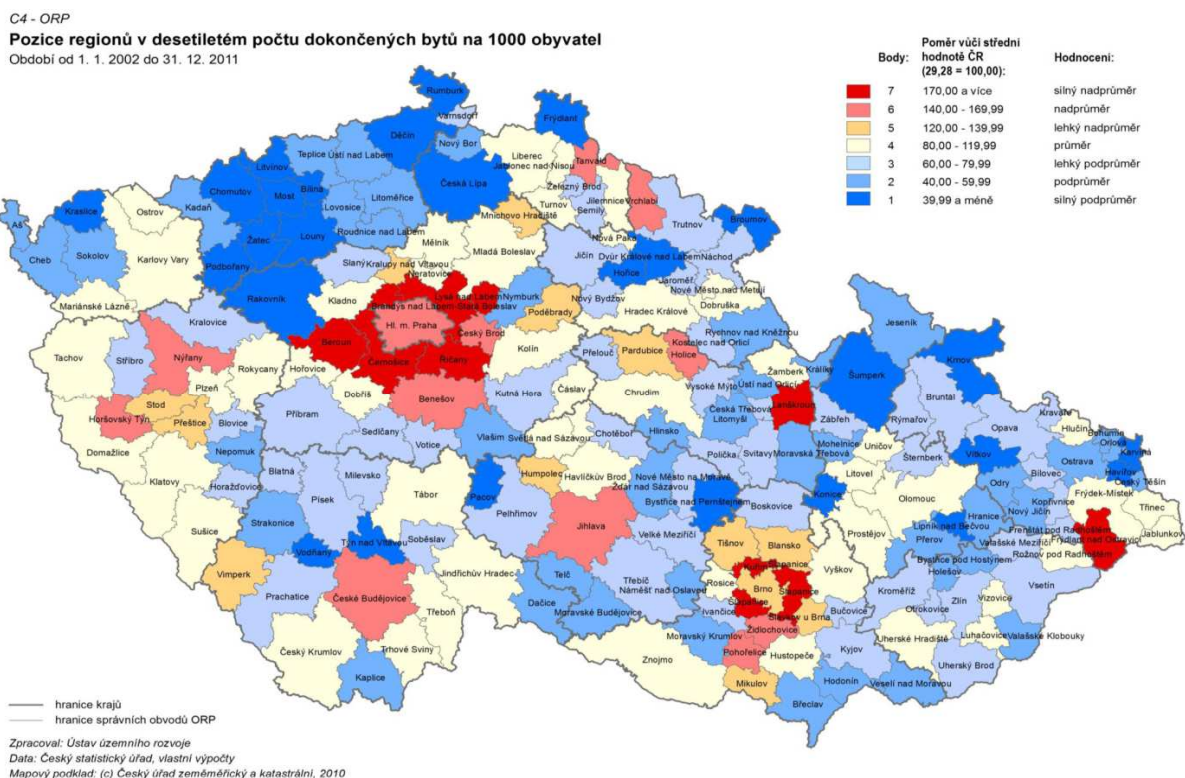 C4 - ORP
Pozice regionů v desetiletém počtu dokončených bytů na 1000 obyvatel
Období od 1. 1. 2002 do 31. 12. 2011
Body: Poměr vůči střední hodnotě ČR (29,28 = 100,00): Hodnoceni:
7 170,00 a více silný nadprůměr
6 140,00 - 169,99 nadprůměr
5 120,00 - 139,99 lehký nadprůměr
4 80,00 - 119,99 průměr
3 60,00 - 79,99 lehký podprůměr
2 40,00 - 59,99 podprůměr
1 39,99 a méně silný podprůměr
Rumburk
Varnsdorf
Děčín
Frýdlant
Nový Bor
Teplice
Ústí nad Labem
Liberec
Jablonec nad Nisou
Tanvald
Litvínov
Česká Lípa
Železný Brod
Chomutov
Most
Bílina
Litoměřice
Jilemnice
Vrchlabí
Semily
Turnov
Kraslice
Ostrov
Kadaň
Lovosice
Mnichovo Hradiště
Trutnov
Broumov
Aš
Roudnice nad Labem
Žatec
Louny
Nová Paka
Cheb
Sokolov
Karlovy Vary
Podbořany
Mělník
Mladá Boleslav
Jičín
Dvůr Králové nad Labem
Náchod
Slaný
Kralupy nad Vltavou
Neratovice
Hořice
Jaroměř
Rakovník
Nové Město nad Metují
Mariánské Lázně
Kladno
Lysá nad Labem
Nymburk
Nový Bydžov
Dobruška
Brandýs nad Labem-Stará Boleslav
Poděbrady
Hradec Králové
Kralovice
Hl. m. Praha
Český Brod
Rychnov nad Kněžnou
Jeseník
Beroun
Kostelec nad Orlicí
Tachov
Stříbro
Nýřany
Hořovice
Černošice
Říčany
Kolín
Přelouč
Pardubice
Holice
Krnov
Rokycany
Žamberk
Králíky
Plzeň
Dobříš
Benešov
Kutná Hora
Čáslav
Chrudim
Vysoké Mýto
Ústí nad Orlicí
Šumperk
Stod
Bruntál
Horšovský Týn
Přeštice
Blovice
Příbram
Česká Třebová
Lanškroun
Litomyšl
Zábřeh
Rýmařov
Kravaře
Opava
Hlučín
Bohumín
Sedlčany
Votice
Vlašim
Světlá nad Sázavou
Chotěboř
Hlinsko
Orlová
Domažlice
Nepomuk
Mohelnice
Uničov
Karviná
Polička
Svitavy
Moravská Třebová
Šternberk
Vítkov
Ostrava
Havířov
Blatná
Milevsko
Humpolec
Havlíčkův Brod
Nové Město na Moravě
Litovel
Bílovec
Český Těšín
Klatovy
Horažďovice
Žďár nad Sázavou
Odry
Frýdek-Místek
Písek
Tábor
Pacov
Bystřice nad Pernštejnem
Konice
Olomouc
Kopřivnice
Nový Jičín
Třinec
Sušice
Pelhřimov
Boskovice
Hranice
Strakonice
Jihlava
Lipník nad Bečvou
Frenštát pod Radhoštěm
Jablunkov
Týn nad Vltavou
Soběslav
Velké Meziříčí
Prostějov
Přerov
Valašské Meziříčí
Frýdlant nad Ostravicí
Vodňany
Tišnov
Blansko
Rožnov pod Radhoštěm
Bystřice pod Hostýnem
Vimperk
Jindřichův Hradec
Telč
Třebíč
Kuřim
Šlapanice
Vyškov
Holešov
Prachatice
České Budějovice
Náměšť nad Oslavou
Rosice
Brno
Šlapanice
Kroměříž
Vsetín
Dačice
Ivančice
Šlapanice
Bučovice
Otrokovice
Zlín
Vizovice
Třeboň
Moravské Budějovice
Slavkov u Brna
Židlochovice
Luhačovice
Valašské Klobouky
Trhové Sviny
Moravský Krumlov
Uherské Hradiště
Český Krumlov
Pohořelice
Hustopeče
Kyjov
Znojmo
Uherský Brod
Kaplice
Mikulov
Hodonín
Veselí nad Moravou
Břeclav
hranice krajů
hranice správních obvodů ORP
Zpracoval: Ústav územního rozvoje
Data: Český statistický úřad, vlastní výpočty
Mapový podklad: (c) Český úřad zeměměřický a katastrální, 2010